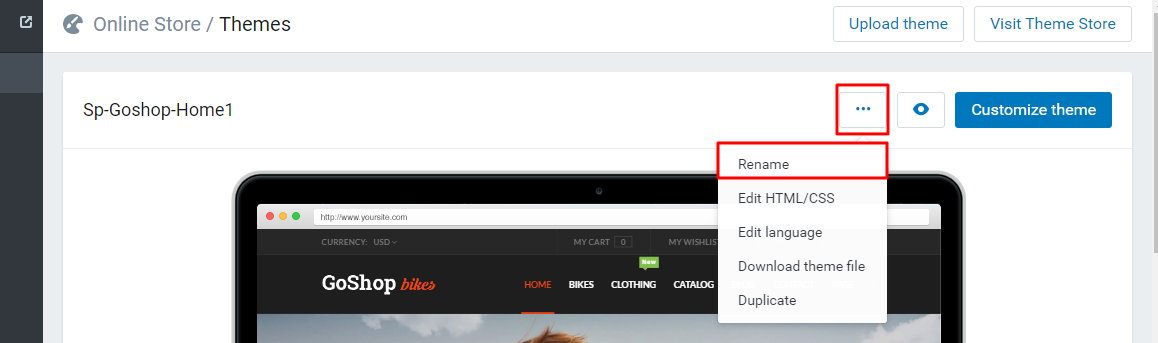 Online Store / Themes
Upload theme
Visit Theme Store
Sp-Goshop-Home1
Customize theme
Rename
Edit HTML/CSS
Edit language
Download theme file
Duplicate
http://www.yoursite.com
CURRENCY: USD
MY CART 0
MY WISHLIST
New
GoShop bikes
HOME BIKES CLOTHING CATALOG